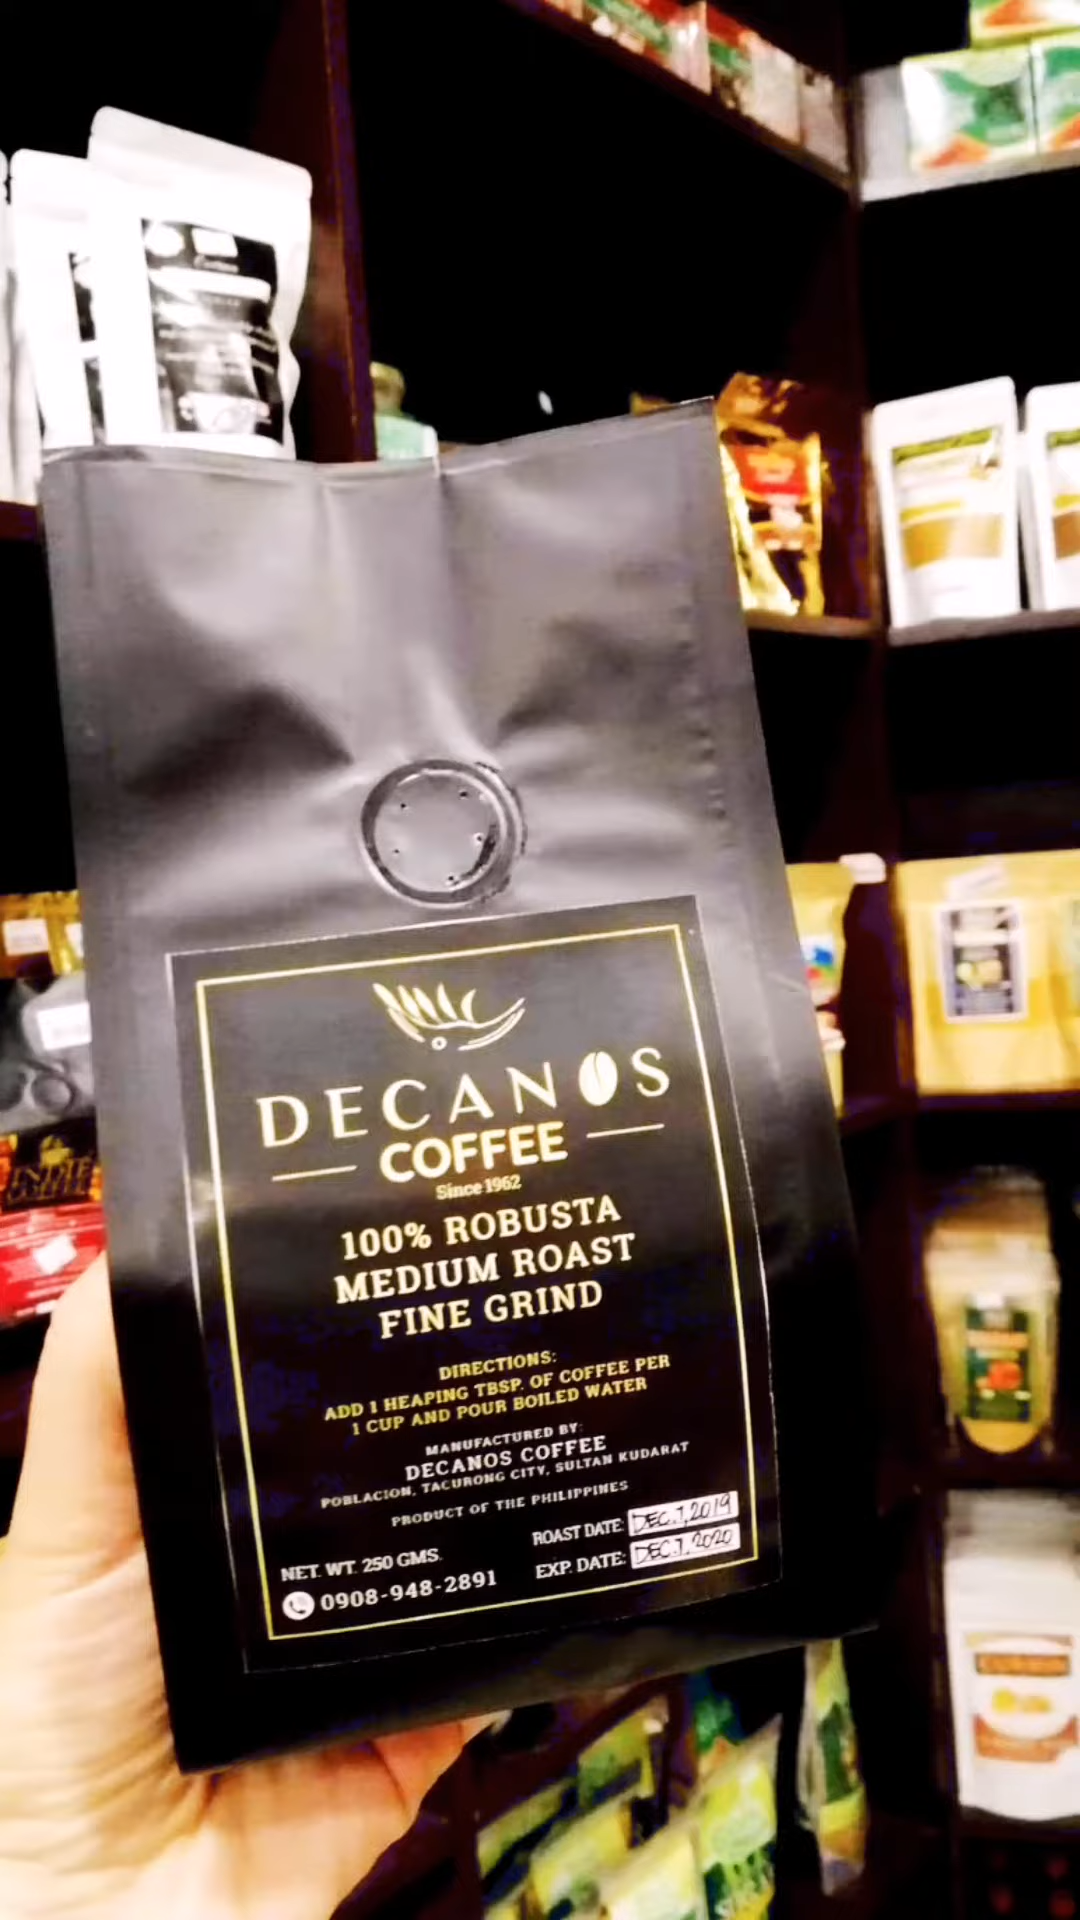 DECANOS
COFFEE
Since 1962
100% ROBUSTA
MEDIUM ROAST
FINE GRIND
DIRECTIONS:
ADD 1 HEAPING TBSP. OF COFFEE PER
1 CUP AND POUR BOILED WATER
MANUFACTURED BY:
DECANOS COFFEE
POBLACION, TACURONG CITY, SULTAN KUDARAT
PRODUCT OF THE PHILIPPINES
ROAST DATE: DEC. 7, 2019
EXP. DATE: DEC. 7, 2020
NET. WT. 250 GMS.
0908-948-2891